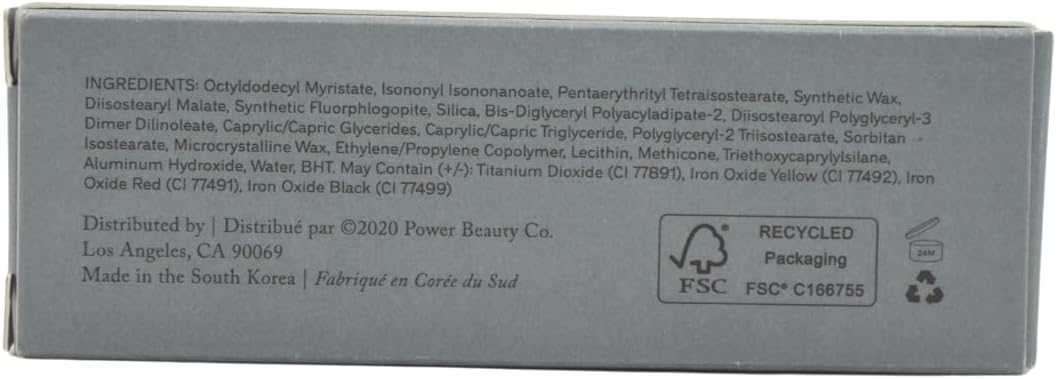 INGREDIENTS: Octyldodecyl Myristate, Isononyl Isononanoate, Pentaerythrityl Tetraisostearate, Synthetic Wax,
Diisostearyl Malate, Synthetic Fluorphlogopite, Silica, Bis-Diglyceryl Polyacyladipate-2, Diisostearoyl Polyglyceryl-3
Dimer Dilinoleate, Caprylic/Capric Glycerides, Caprylic/Capric Triglyceride, Polyglyceryl-2 Triisostearate, Sorbitan
Isostearate, Microcrystalline Wax, Ethylene/Propylene Copolymer, Lecithin, Methicone, Triethoxycaprylylsilane,
Aluminum Hydroxide, Water, BHT. May Contain (+/-): Titanium Dioxide (CI 77891), Iron Oxide Yellow (CI 77492), Iron
Oxide Red (CI 77491), Iron Oxide Black (CI 77499)
Distributed by | Distribué par ©2020 Power Beauty Co.
Los Angeles, CA 90069
Made in the South Korea | Fabriqué en Corée du Sud
FSC
RECYCLED
Packaging
FSC® C166755
24M